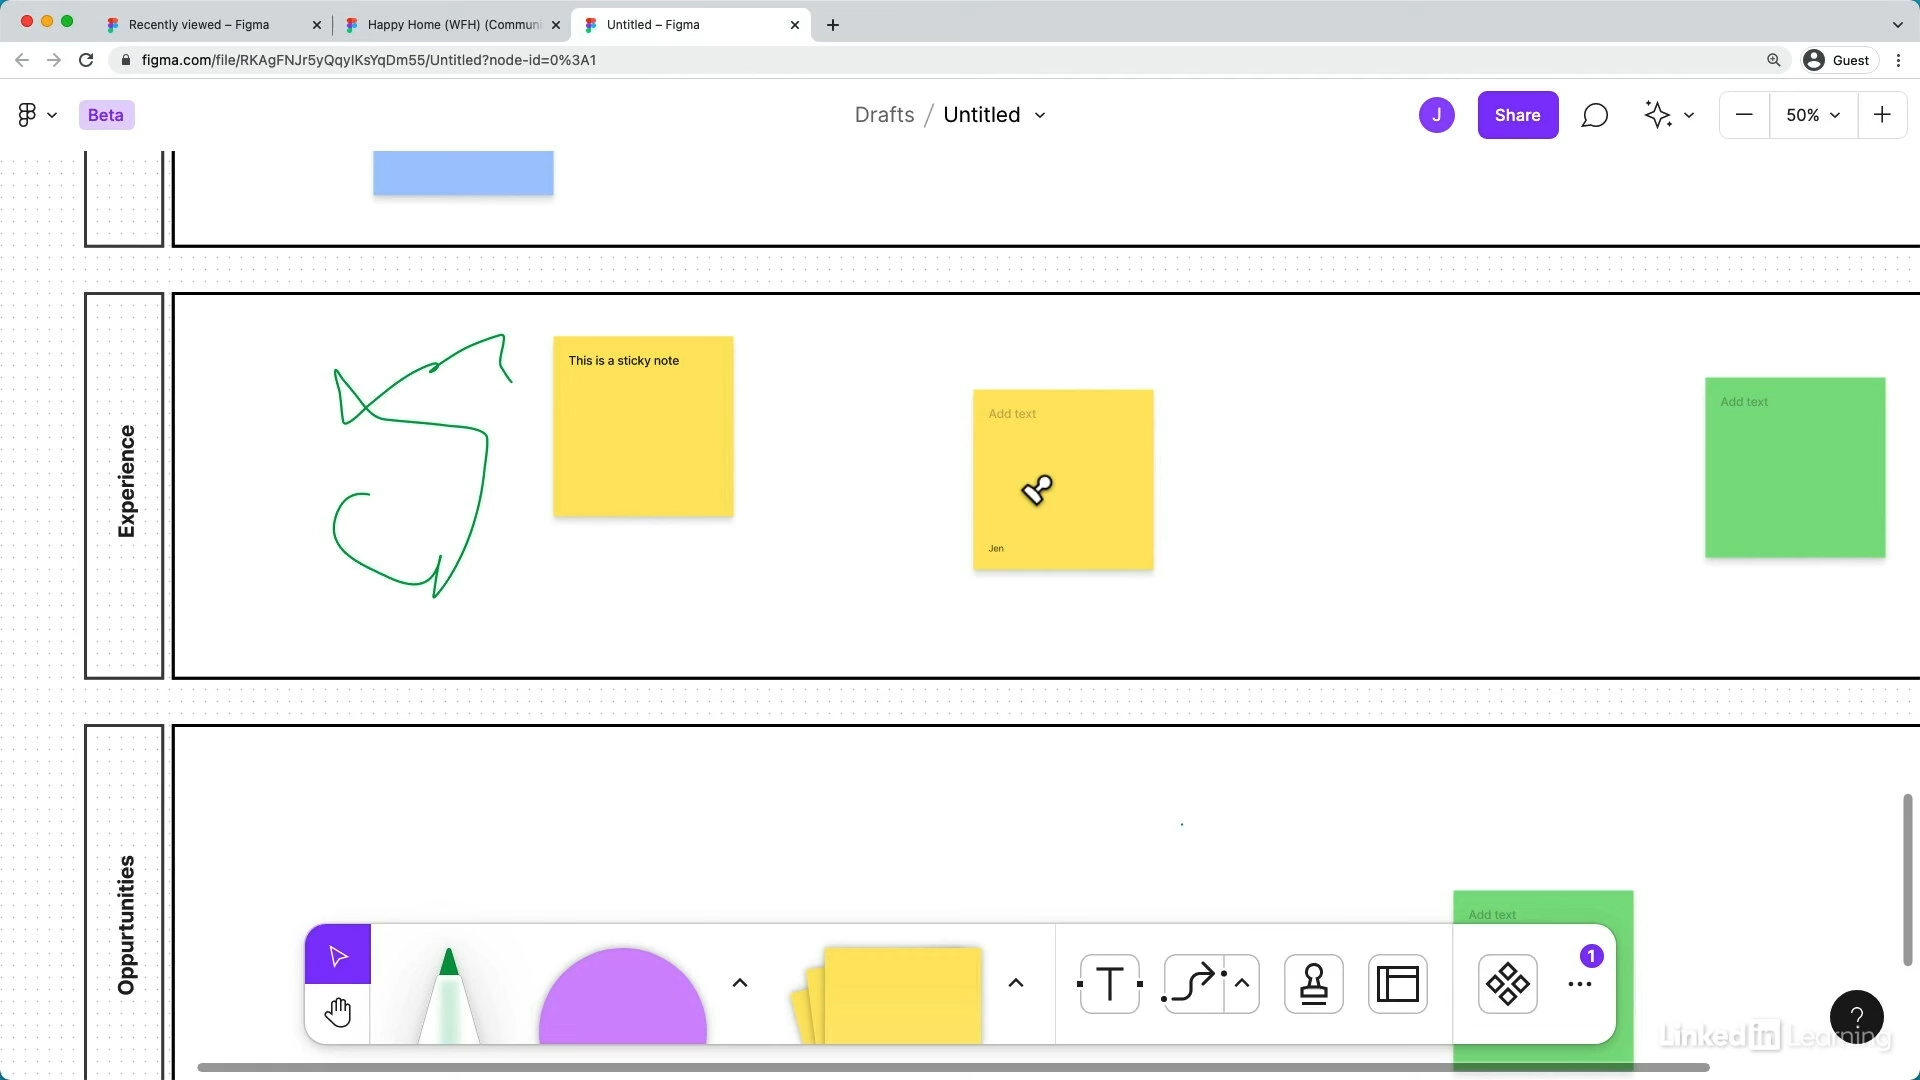 Recently viewed – Figma
Happy Home (WFH) (Communi
Untitled – Figma
figma.com/file/RKAgFNJr5yQqyIKsYqDm55/Untitled?node-id=0%3A1
Guest
Beta
Drafts / Untitled
J
Share
50%
Experience
This is a sticky note
Add text
Jen
Add text
Oppurtunities
Add text
T
1
?
LinkedIn Learning